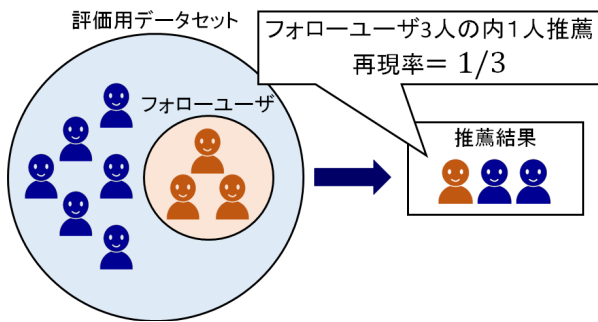 評価用データセット
フォローユーザ3人の内1人推薦
再現率= 1/3
フォローユーザ
推薦結果